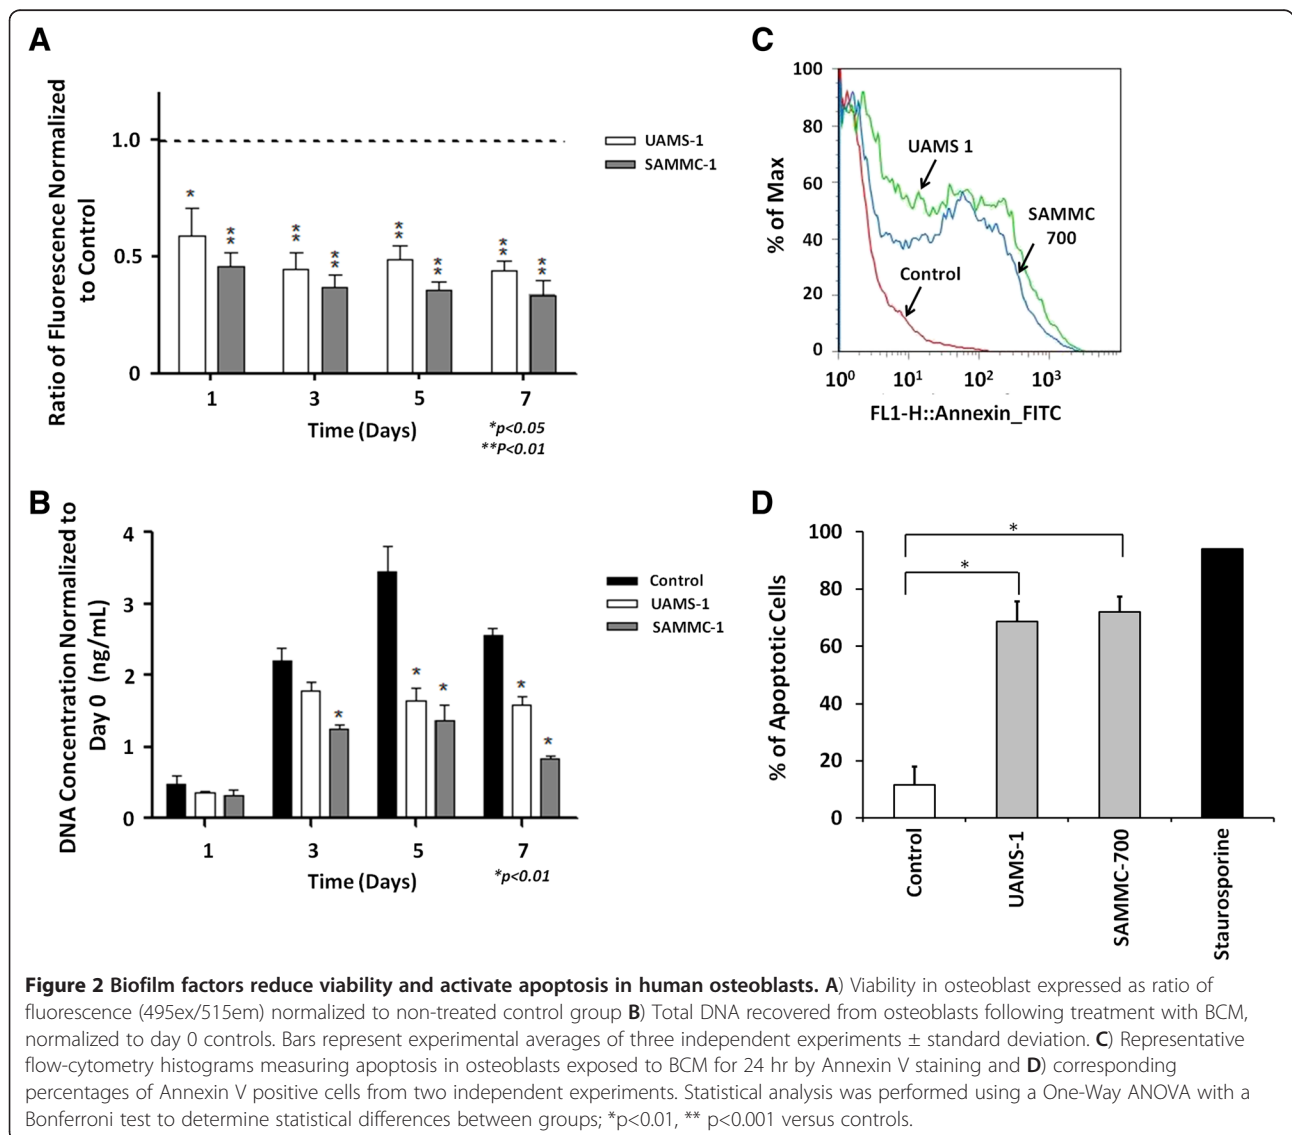 A
Ratio of Fluorescence Normalized
to Control
1.0
0.5
0
* ** ** ** ** ** ** **
1 3 5 7
Time (Days)
*p<0.05
**P<0.01
UAMS-1
SAMMC-1
C
% of Max
100
80
60
40
20
0
UAMS 1
SAMMC
700
Control
10⁰ 10¹ 10² 10³
FL1-H::Annexin_FITC
B
DNA Concentration Normalized to
Day 0 (ng/mL)
4
3
2
1
0
* * * * *
1 3 5 7
Time (Days)
*p<0.01
Control
UAMS-1
SAMMC-1
D
% of Apoptotic Cells
100
80
60
40
20
0
*
*
Control
UAMS-1
SAMMC-700
Staurosporine
Figure 2 Biofilm factors reduce viability and activate apoptosis in human osteoblasts. A) Viability in osteoblast expressed as ratio of
fluorescence (495ex/515em) normalized to non-treated control group B) Total DNA recovered from osteoblasts following treatment with BCM,
normalized to day 0 controls. Bars represent experimental averages of three independent experiments ± standard deviation. C) Representative
flow-cytometry histograms measuring apoptosis in osteoblasts exposed to BCM for 24 hr by Annexin V staining and D) corresponding
percentages of Annexin V positive cells from two independent experiments. Statistical analysis was performed using a One-Way ANOVA with a
Bonferroni test to determine statistical differences between groups; *p<0.01, ** p<0.001 versus controls.